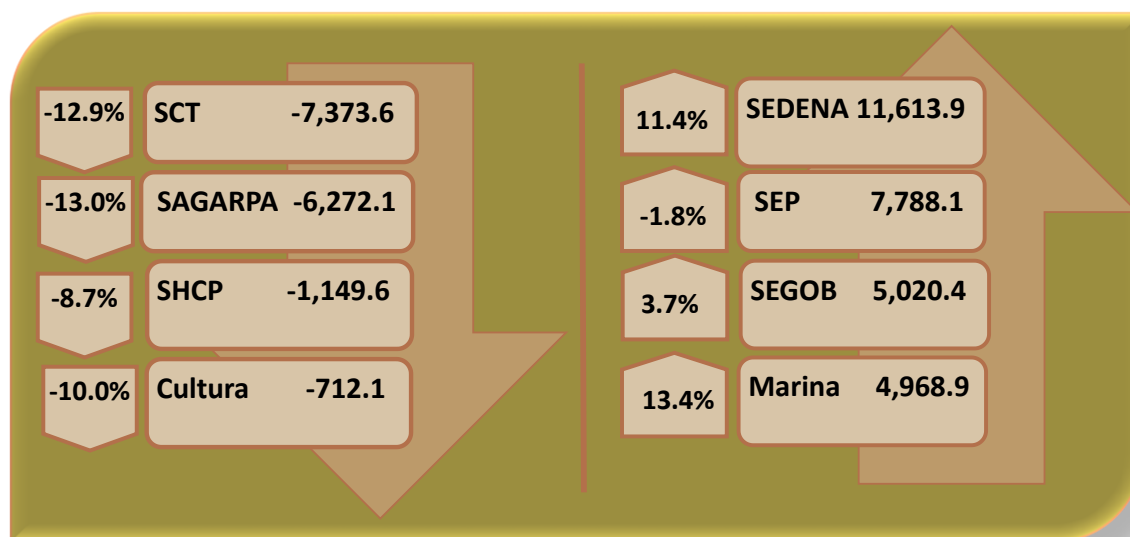 -12.9% SCT -7,373.6
-13.0% SAGARPA -6,272.1
-8.7% SHCP -1,149.6
-10.0% Cultura -712.1
11.4% SEDENA 11,613.9
-1.8% SEP 7,788.1
3.7% SEGOB 5,020.4
13.4% Marina 4,968.9